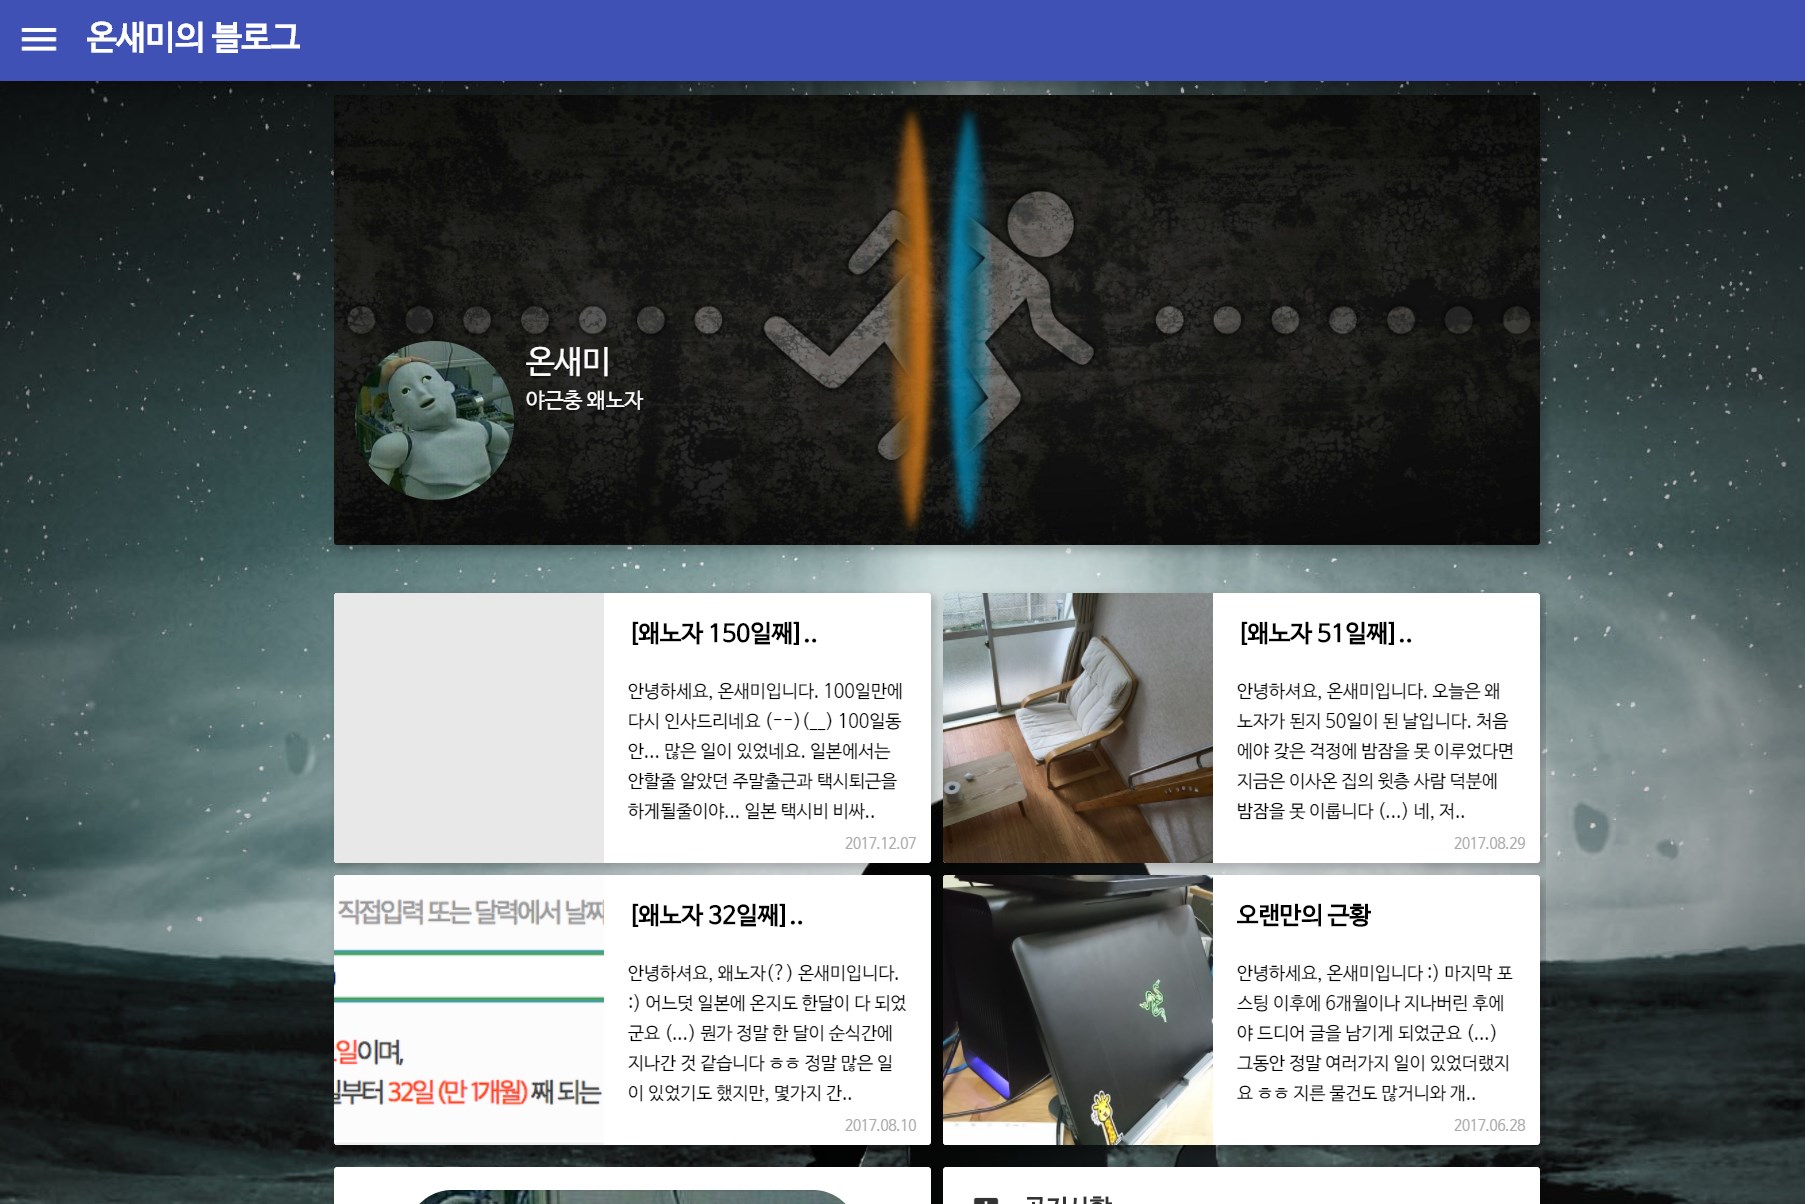 온새미의 블로그
온새미
야근충 왜노자
[왜노자 150일째]..
안녕하세요, 온새미입니다. 100일만에
다시 인사드리네요 (--)(__) 100일동
안... 많은 일이 있었네요. 일본에서는
안할줄 알았던 주말출근과 택시퇴근을
하게될줄이야... 일본 택시비 비싸..
2017.12.07
[왜노자 51일째]..
안녕하셔요, 온새미입니다. 오늘은 왜
노자가 된지 50일이 된 날입니다. 처음
에야 갖은 걱정에 밤잠을 못 이루었다면
지금은 이사온 집의 윗층 사람 덕분에
밤잠을 못 이룹니다 (...) 네, 저..
2017.08.29
직접입력 또는 달력에서 날짜
일이며,
부터 32일 (만 1개월) 째 되는
[왜노자 32일째]..
안녕하셔요, 왜노자(?) 온새미입니다.
:) 어느덧 일본에 온지도 한달이 다 되었
군요 (...) 뭔가 정말 한 달이 순식간에
지나간 것 같습니다 ㅎㅎ 정말 많은 일
이 있었기도 했지만, 몇가지 간..
2017.08.10
오랜만의 근황
안녕하세요, 온새미입니다 :) 마지막 포
스팅 이후에 6개월이나 지나버린 후에
야 드디어 글을 남기게 되었군요 (...)
그동안 정말 여러가지 일이 있었더랬지
요 ㅎㅎ 지른 물건도 많거니와 개..
2017.06.28
공지사항